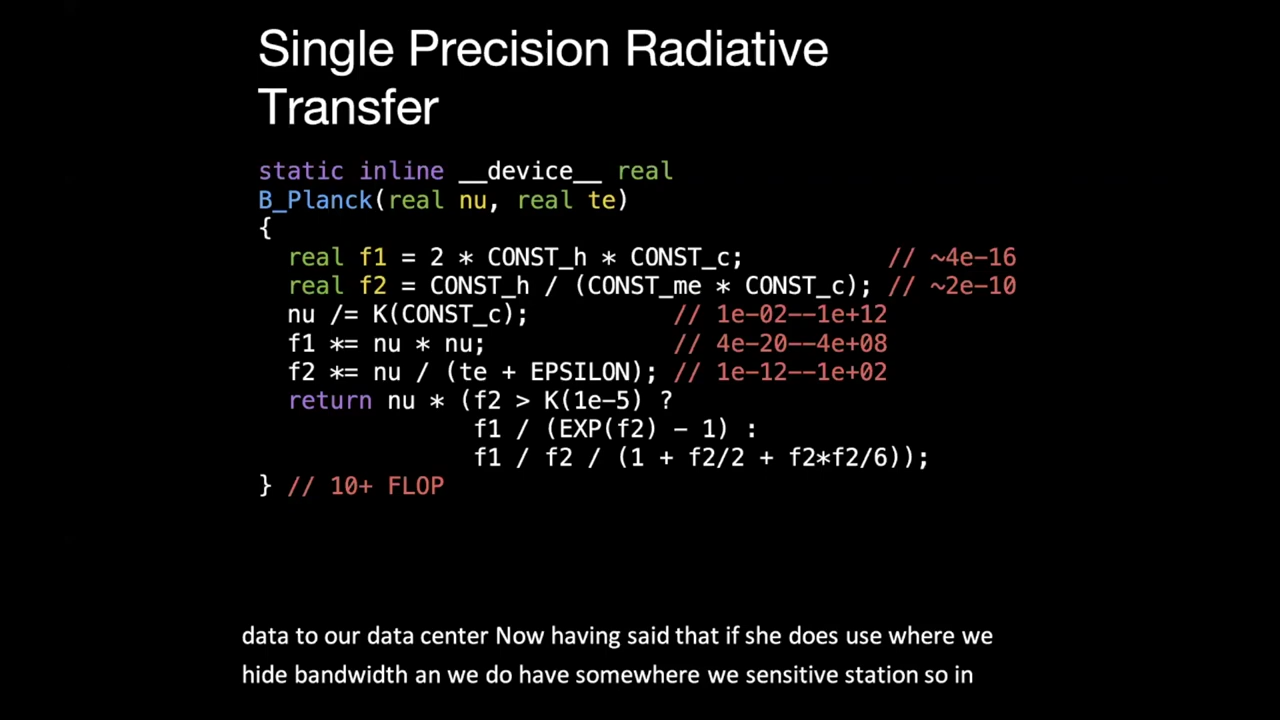 Single Precision Radiative
Transfer
static inline __device__ real
B_Planck(real nu, real te)
{
real f1 = 2 * CONST_h * CONST_c; // ~4e-16
real f2 = CONST_h / (CONST_me * CONST_c); // ~2e-10
nu /= K(CONST_c); // 1e-02--1e+12
f1 *= nu * nu; // 4e-20--4e+08
f2 *= nu / (te + EPSILON); // 1e-12--1e+02
return nu * (f2 > K(1e-5) ?
f1 / (EXP(f2) - 1) :
f1 / f2 / (1 + f2/2 + f2*f2/6));
} // 10+ FLOP
data to our data center Now having said that if she does use where we
hide bandwidth an we do have somewhere we sensitive station so in